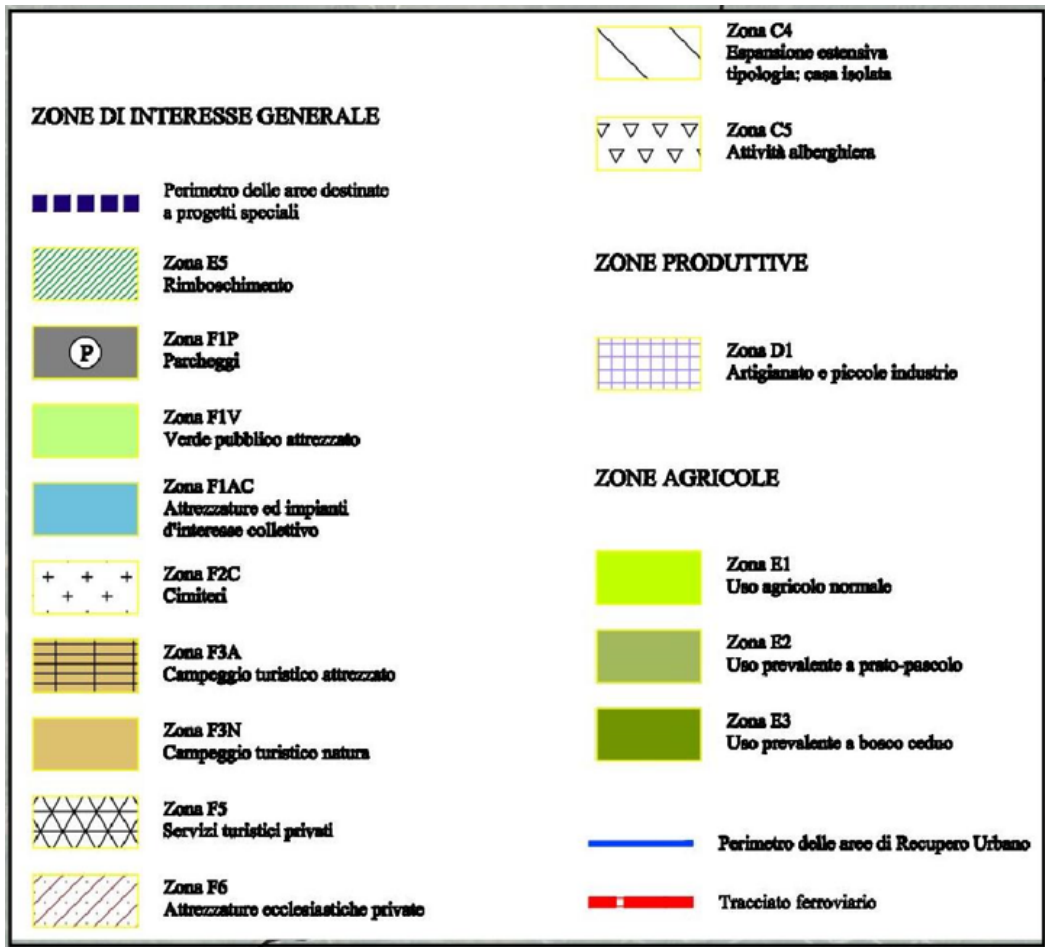 ZONE DI INTERESSE GENERALE
Perimetro delle aree destinate
a progetti speciali
Zona E5
Rimboschimento
P
Zona F1P
Parcheggi
Zona F1V
Verde pubblico attrezzato
Zona F1AC
Attrezzature ed impianti
d'interesse collettivo
Zona F2C
Cimiteri
Zona F3A
Campeggio turistico attrezzato
Zona F3N
Campeggio turistico natura
Zona F5
Servizi turistici privati
Zona F6
Attrezzature ecclesiastiche private
Zona C4
Espansione estensiva
tipologia: casa isolata
Zona C5
Attività alberghiera
ZONE PRODUTTIVE
Zona D1
Artigianato e piccole industrie
ZONE AGRICOLE
Zona E1
Uso agricolo normale
Zona E2
Uso prevalente a prato-pascolo
Zona E3
Uso prevalente a bosco ceduo
Perimetro delle aree di Recupero Urbano
Tracciato ferroviario